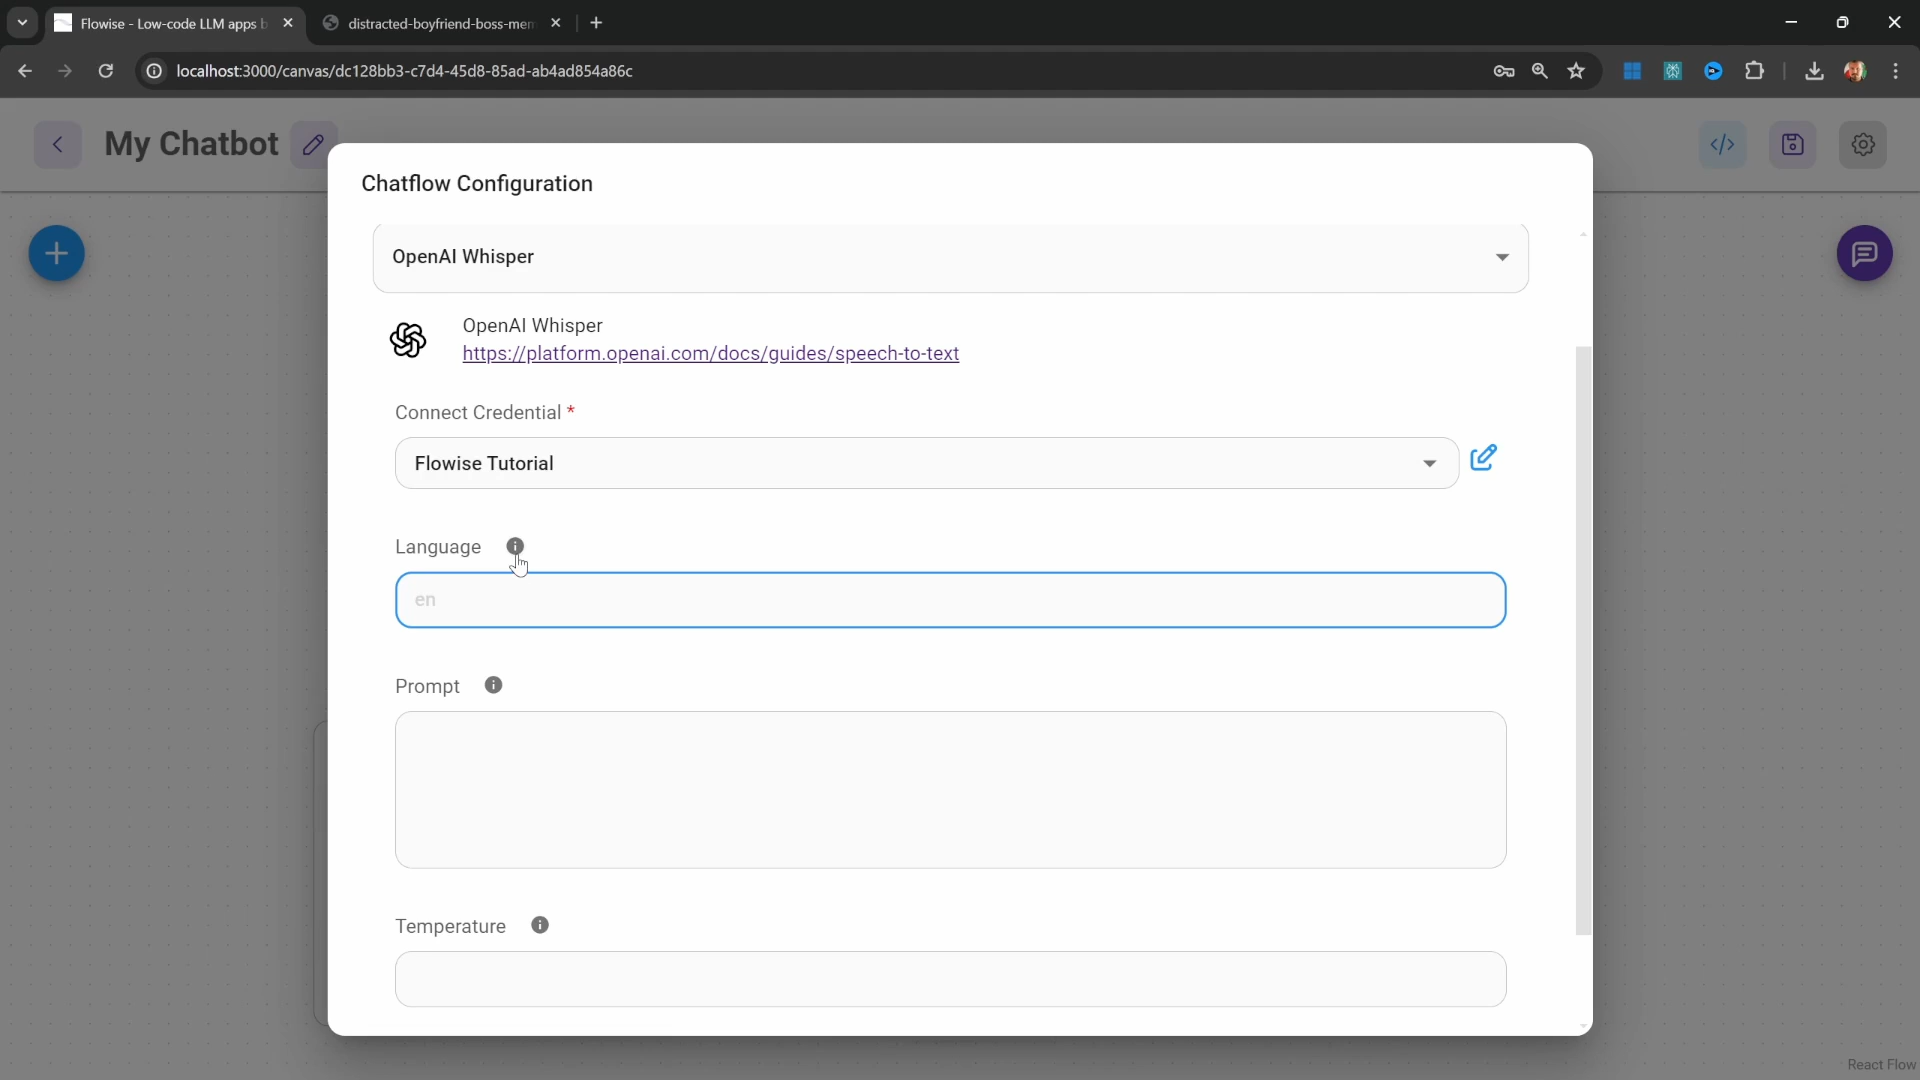 Flowise - Low-code LLM apps b
distracted-boyfriend-boss-mem
localhost:3000/canvas/dc128bb3-c7d4-45d8-85ad-ab4ad854a86c
My Chatbot
Chatflow Configuration
OpenAI Whisper
OpenAI Whisper
https://platform.openai.com/docs/guides/speech-to-text
Connect Credential *
Flowise Tutorial
Language
en
Prompt
Temperature
React Flow